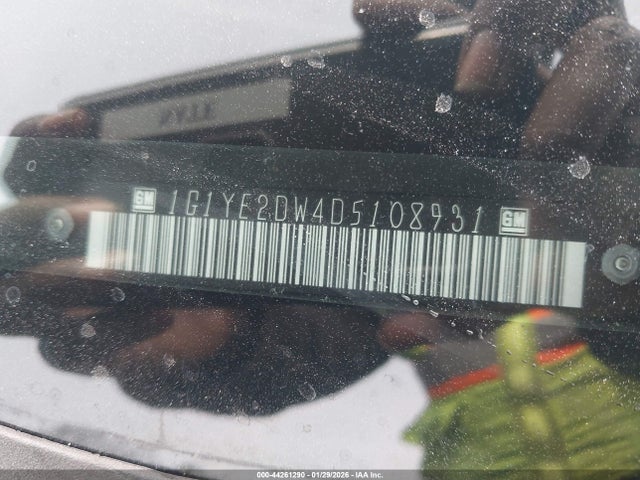 GM 1G1YE2DW4D5108931 GM
000-44261290 - 01/29/2026 - IAA Inc.